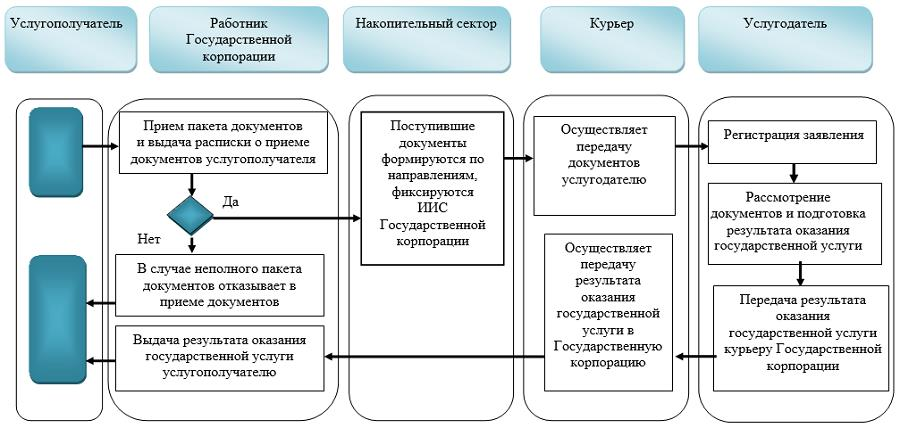 Услугополучатель
Работник
Государственной
корпорации
Накопительный сектор
Курьер
Услугодатель
Прием пакета документов
и выдача расписки о приеме
документов услугополучателя
Да
Нет
В случае неполного пакета
документов отказывает в
приеме документов
Выдача результата оказания
государственной услуги
услугополучателю
Поступившие
документы
формируются по
направлениям,
фиксируются
ИИС
Государственной
корпорации
Осуществляет
передачу
документов
услугодателю
Осуществляет
передачу
результата
оказания
государственной
услуги в
Государственную
корпорацию
Регистрация заявления
Рассмотрение
документов и подготовка
результата оказания
государственной услуги
Передача результата
оказания
государственной услуги
курьеру Государственной
корпорации